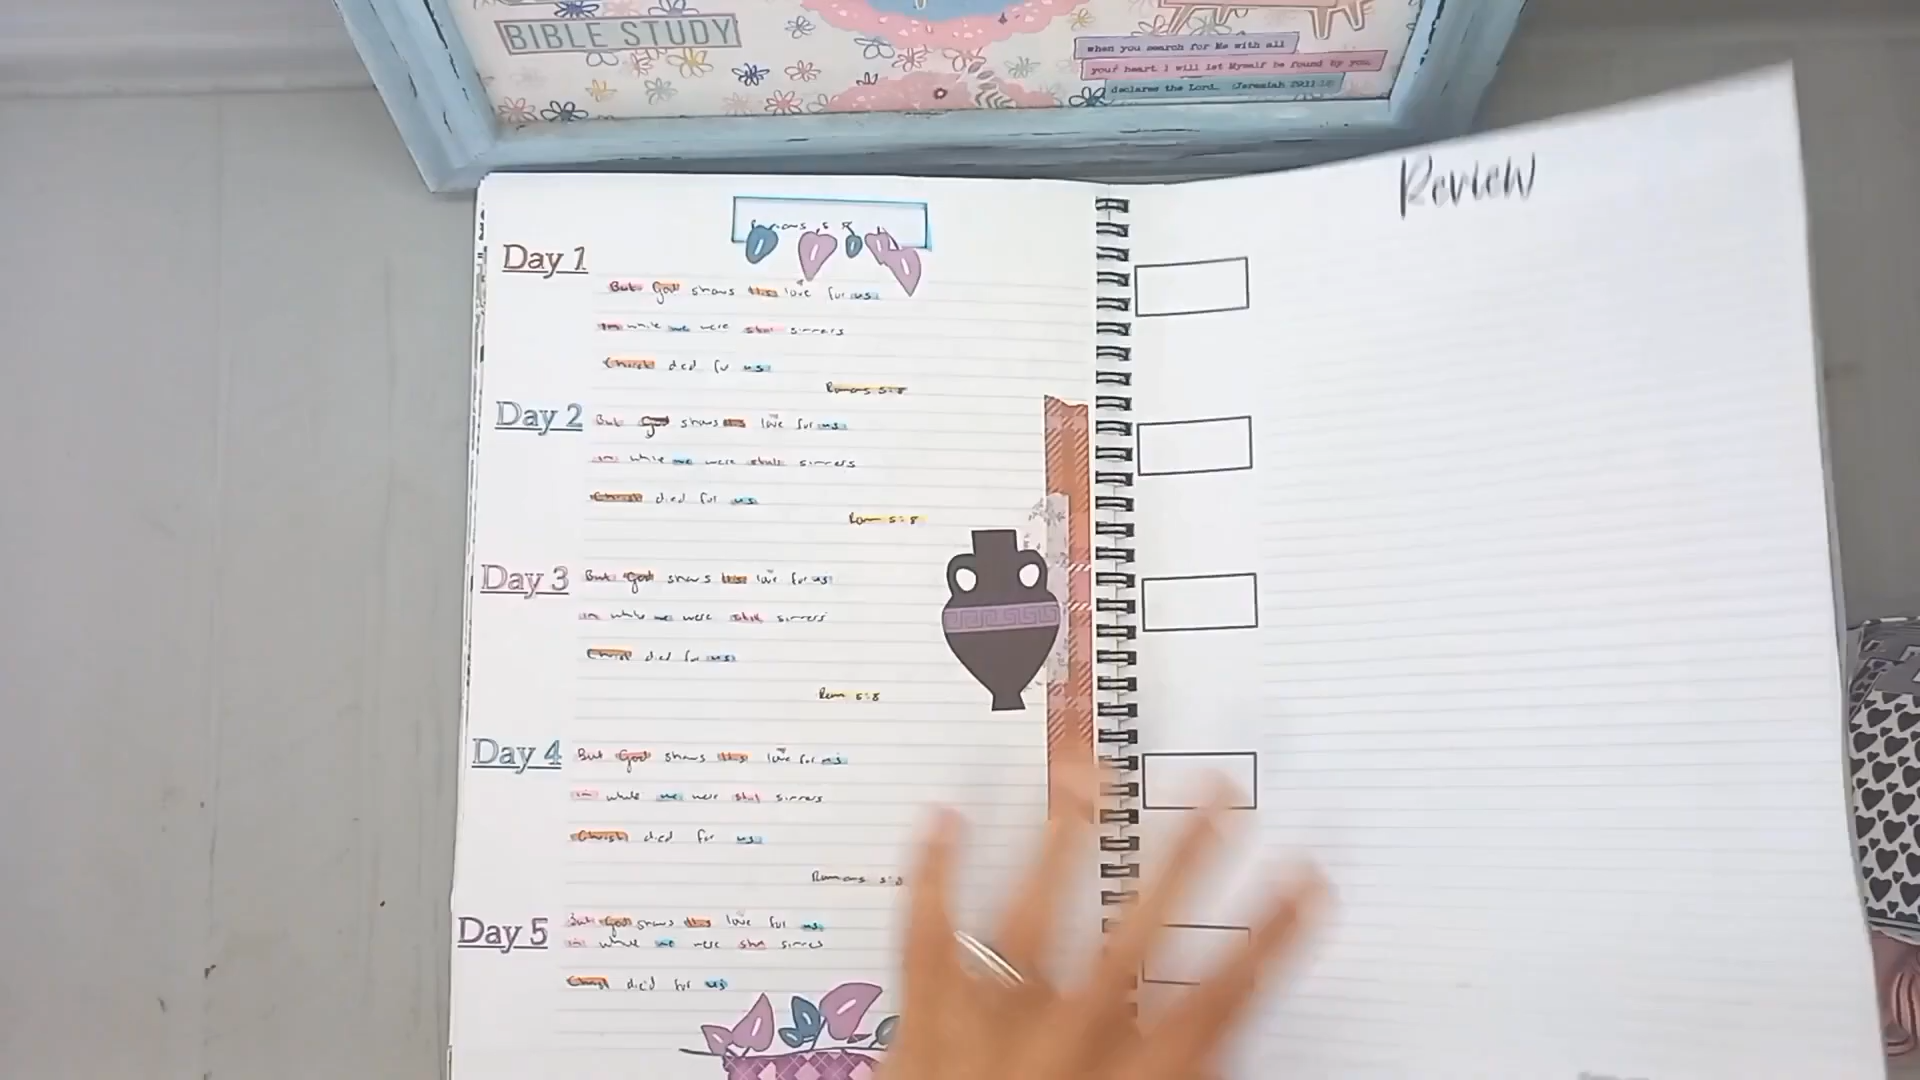 BIBLE STUDY
when you search for Me with all
your heart. I will let Myself be found by you
declares the Lord. (Jeremiah 29:11-13)
Review
Day 1
But God shows his love for us
in while we were still sinners
Christ died for us
Romans 5:8
Day 2
But God shows his love for us
in while we were still sinners
Christ died for us
Rom 5:8
Day 3
But God shows his love for us
in while we were still sinners
Christ died for us
Rom 5:8
Day 4
But God shows his love for us
in while we were still sinners
Christ died for us
Romans 5:8
Day 5
But God shows his love for us
in while we were still sinners
Christ died for us